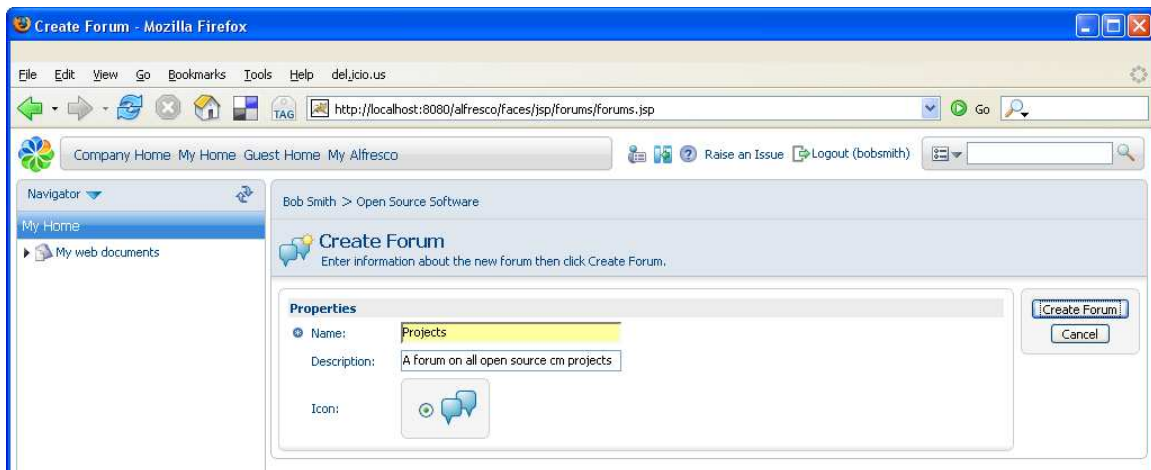 Create Forum - Mozilla Firefox
File Edit View Go Bookmarks Tools Help del.icio.us
TAG http://localhost:8080/alfresco/faces/jsp/forums/forums.jsp Go
Company Home My Home Guest Home My Alfresco Raise an Issue Logout (bobsmith)
Navigator
My Home
My web documents
Bob Smith > Open Source Software
Create Forum
Enter information about the new forum then click Create Forum.
Properties
Name: Projects
Description: A forum on all open source cm projects
Icon:
Create Forum
Cancel